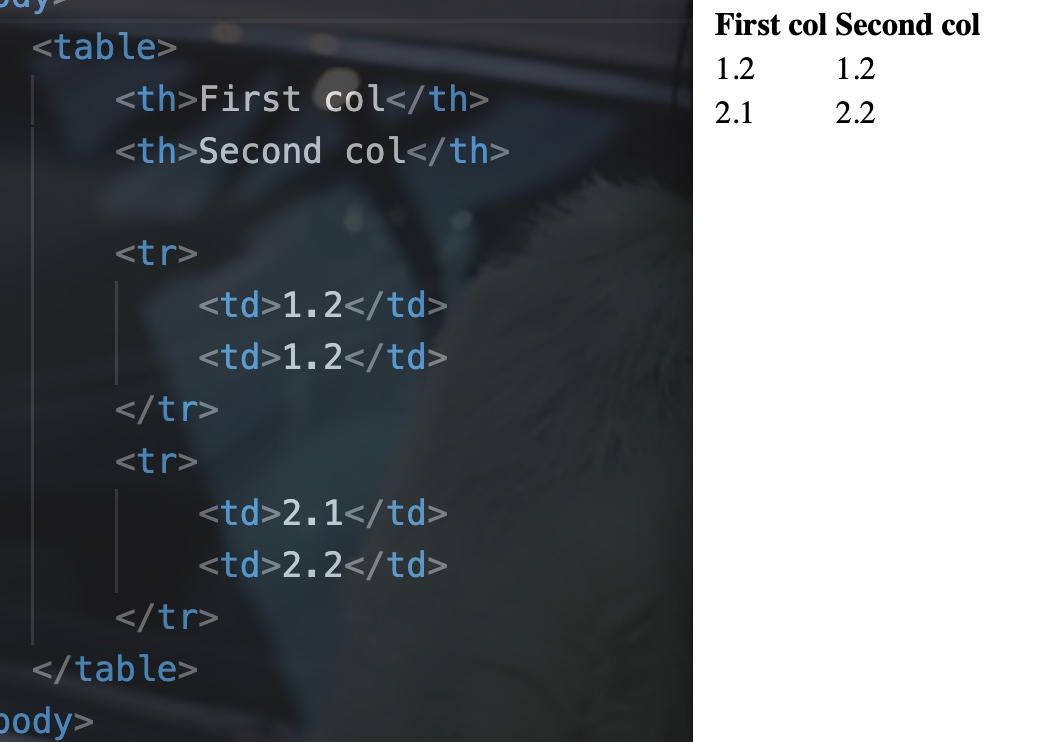 ody>
<table>
<th>First col</th>
<th>Second col</th>
<tr>
<td>1.2</td>
<td>1.2</td>
</tr>
<tr>
<td>2.1</td>
<td>2.2</td>
</tr>
</table>
body>
First col Second col
1.2 1.2
2.1 2.2